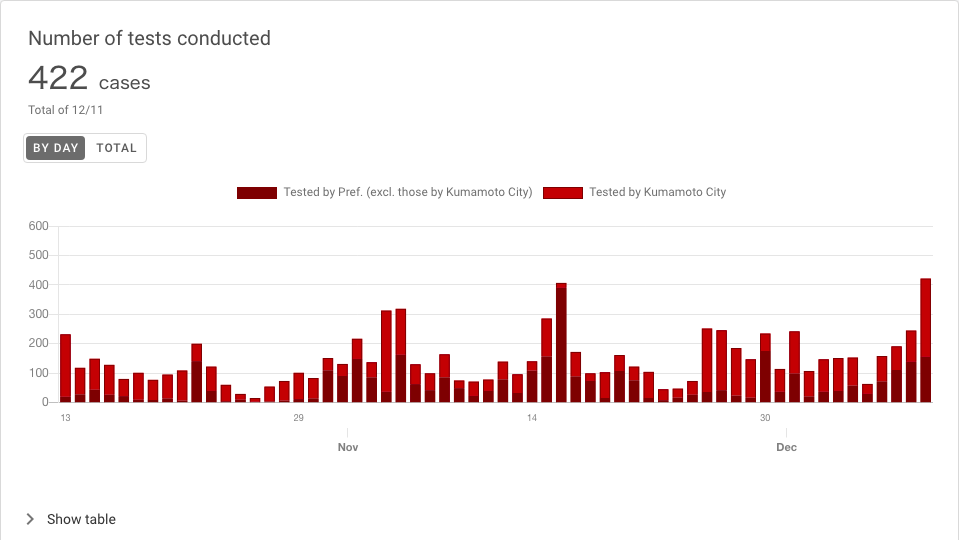 Number of tests conducted
422 cases
Total of 12/11
BY DAY TOTAL
Tested by Pref. (excl. those by Kumamoto City) Tested by Kumamoto City
600
500
400
300
200
100
0
13 29 14 30
Nov Dec
Show table